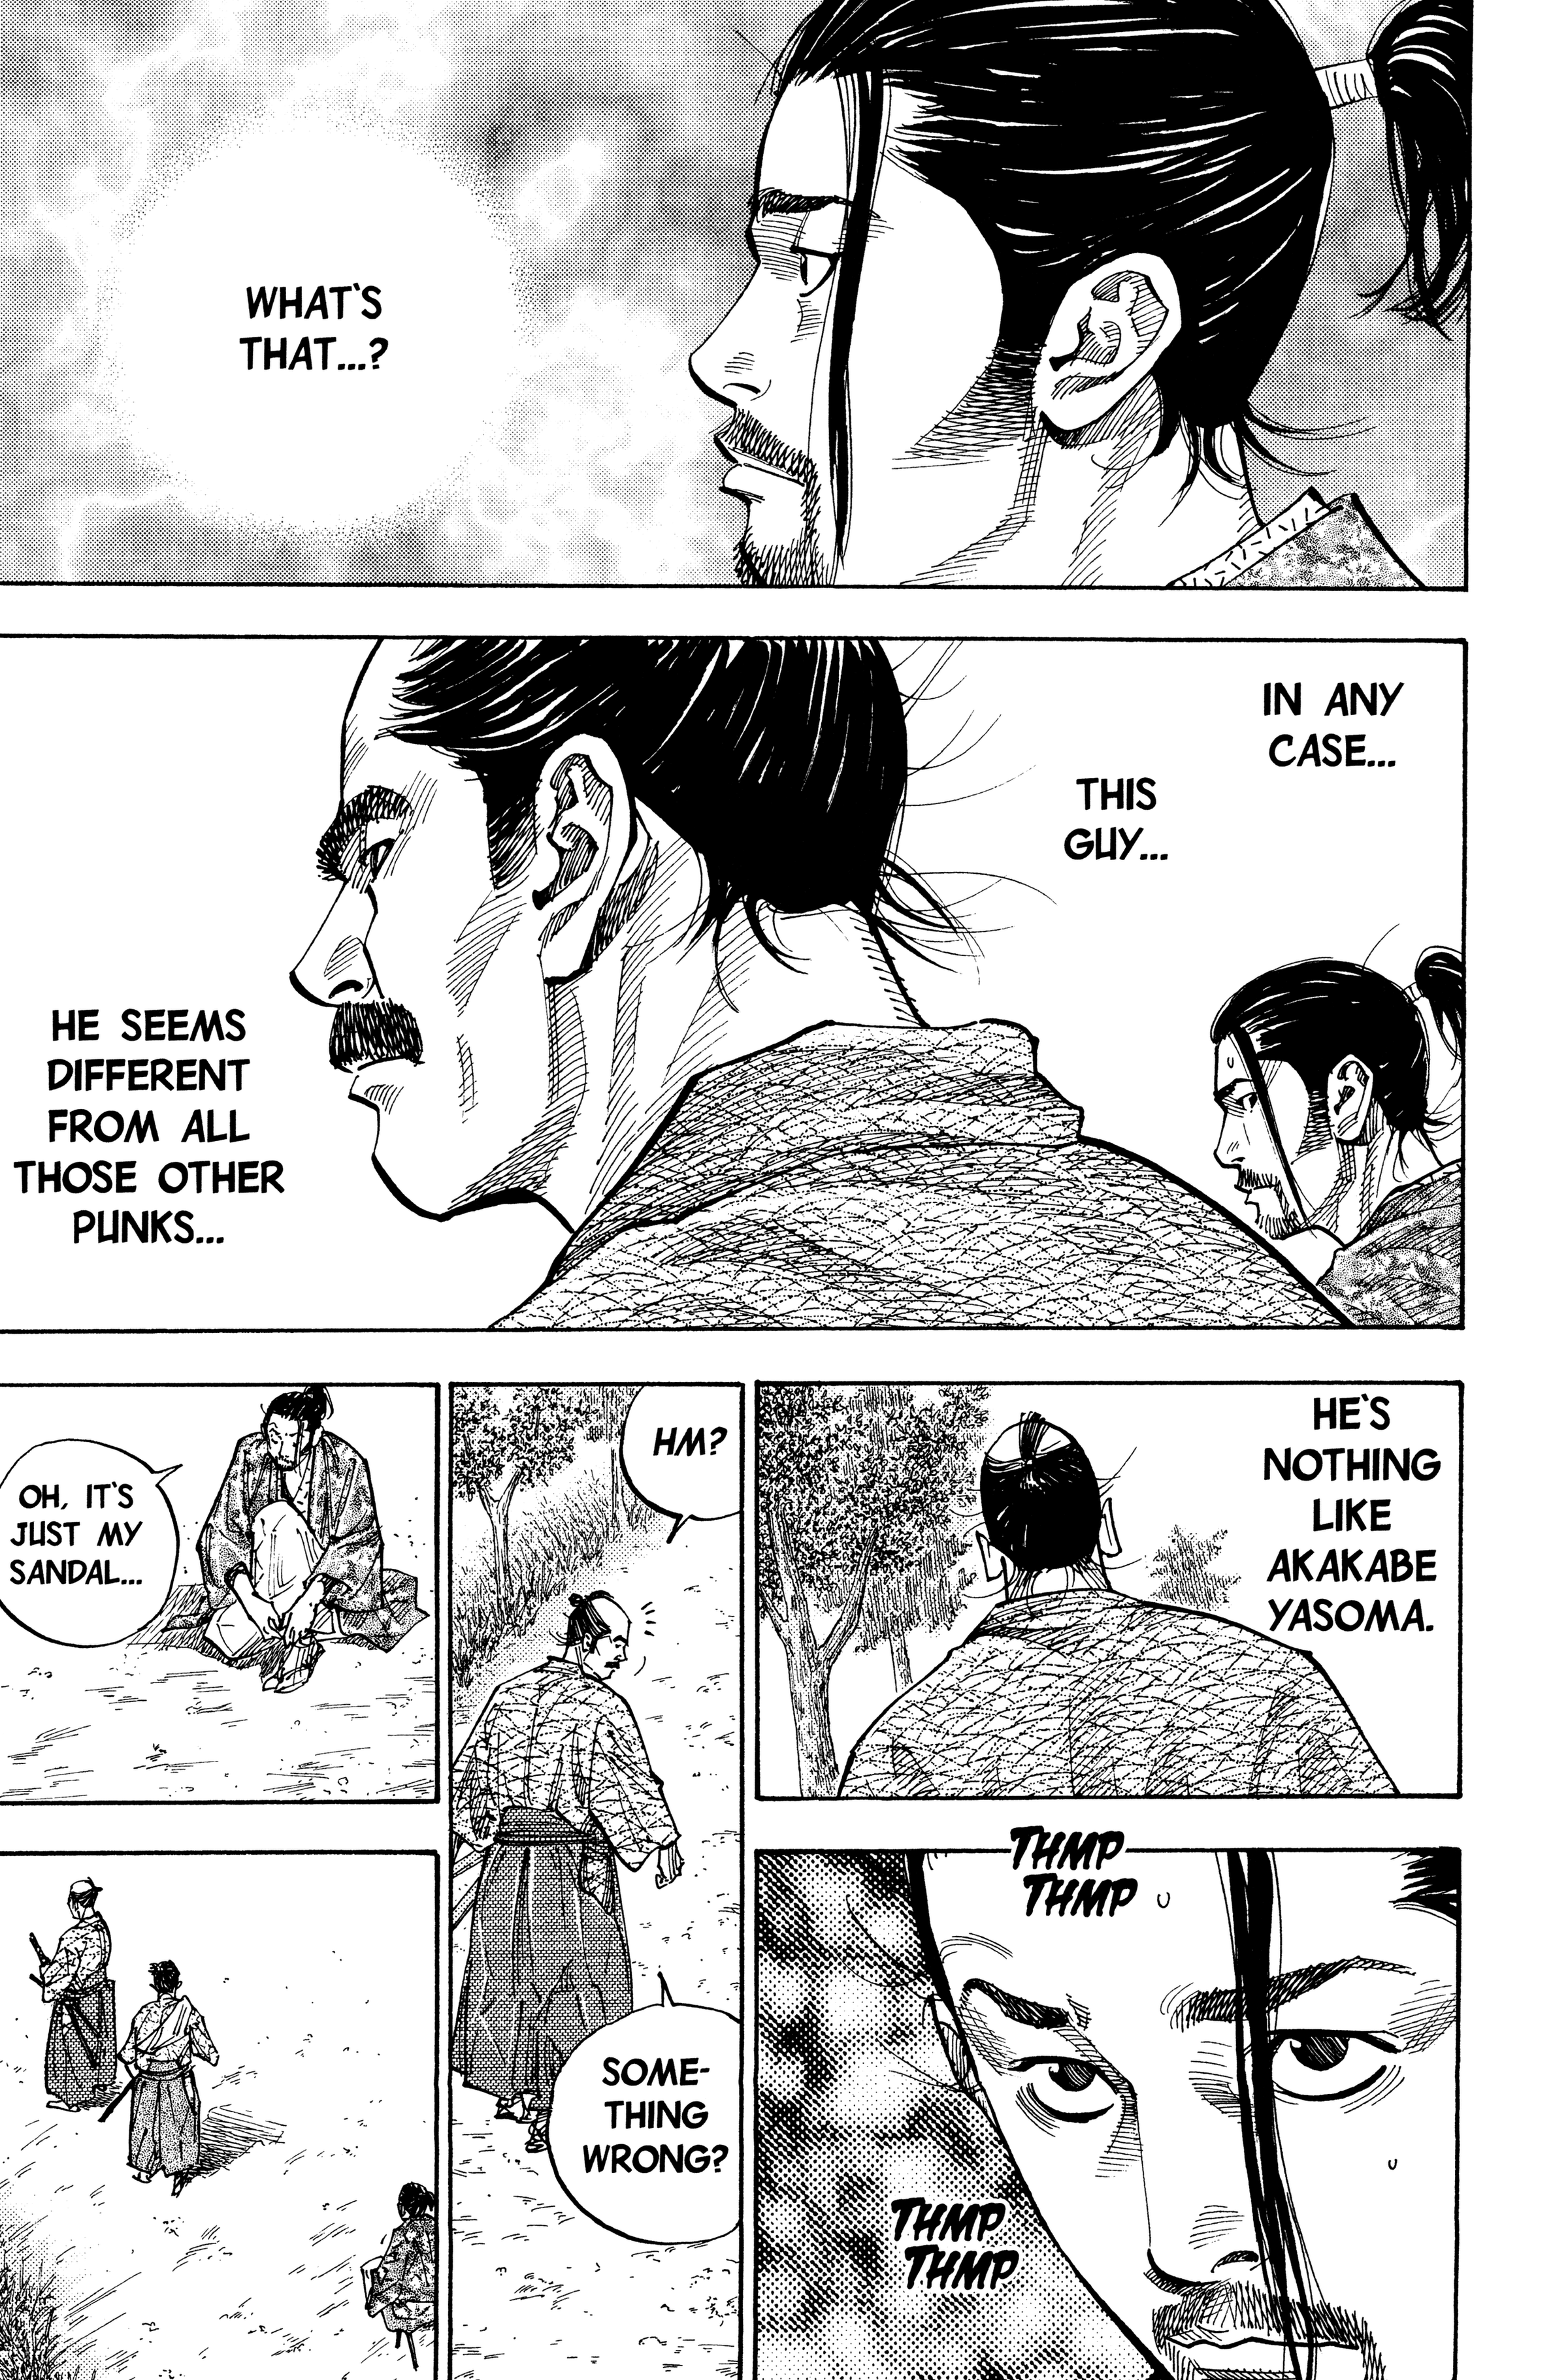 WHAT'S
THAT...?
IN ANY
CASE...
THIS
GUY...
HE SEEMS
DIFFERENT
FROM ALL
THOSE OTHER
PUNKS...
HE'S
NOTHING
LIKE
AKAKABE
YASOMA.
THMP
THMP
THMP
THMP
HM?
SOME-
THING
WRONG?
OH, IT'S
JUST MY
SANDAL...